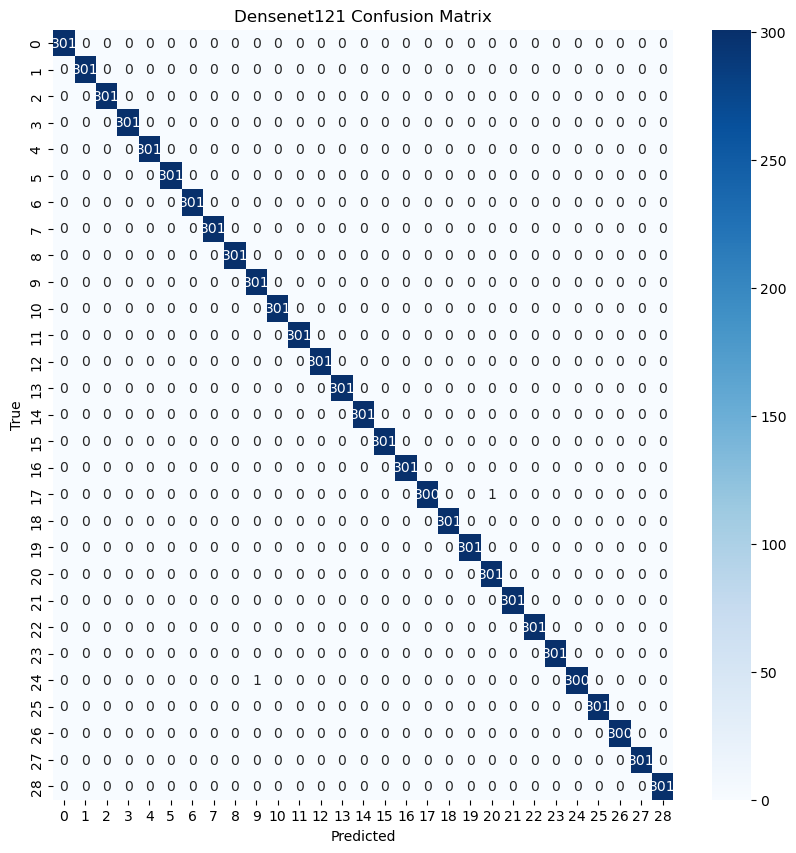 Densenet121 Confusion Matrix
0 301 0 0 0 0 0 0 0 0 0 0 0 0 0 0 0 0 0 0 0 0 0 0 0 0 0 0 0 0
1 0 301 0 0 0 0 0 0 0 0 0 0 0 0 0 0 0 0 0 0 0 0 0 0 0 0 0 0 0
2 0 0 301 0 0 0 0 0 0 0 0 0 0 0 0 0 0 0 0 0 0 0 0 0 0 0 0 0 0
3 0 0 0 301 0 0 0 0 0 0 0 0 0 0 0 0 0 0 0 0 0 0 0 0 0 0 0 0 0
4 0 0 0 0 301 0 0 0 0 0 0 0 0 0 0 0 0 0 0 0 0 0 0 0 0 0 0 0 0
5 0 0 0 0 0 301 0 0 0 0 0 0 0 0 0 0 0 0 0 0 0 0 0 0 0 0 0 0 0
6 0 0 0 0 0 0 301 0 0 0 0 0 0 0 0 0 0 0 0 0 0 0 0 0 0 0 0 0 0
7 0 0 0 0 0 0 0 301 0 0 0 0 0 0 0 0 0 0 0 0 0 0 0 0 0 0 0 0 0
8 0 0 0 0 0 0 0 0 301 0 0 0 0 0 0 0 0 0 0 0 0 0 0 0 0 0 0 0 0
9 0 0 0 0 0 0 0 0 0 301 0 0 0 0 0 0 0 0 0 0 0 0 0 0 0 0 0 0 0
10 0 0 0 0 0 0 0 0 0 0 301 0 0 0 0 0 0 0 0 0 0 0 0 0 0 0 0 0 0
11 0 0 0 0 0 0 0 0 0 0 0 301 0 0 0 0 0 0 0 0 0 0 0 0 0 0 0 0 0
12 0 0 0 0 0 0 0 0 0 0 0 0 301 0 0 0 0 0 0 0 0 0 0 0 0 0 0 0 0
13 0 0 0 0 0 0 0 0 0 0 0 0 0 301 0 0 0 0 0 0 0 0 0 0 0 0 0 0 0
14 0 0 0 0 0 0 0 0 0 0 0 0 0 0 301 0 0 0 0 0 0 0 0 0 0 0 0 0 0
15 0 0 0 0 0 0 0 0 0 0 0 0 0 0 0 301 0 0 0 0 0 0 0 0 0 0 0 0 0
16 0 0 0 0 0 0 0 0 0 0 0 0 0 0 0 0 301 0 0 0 0 0 0 0 0 0 0 0 0
17 0 0 0 0 0 0 0 0 0 0 0 0 0 0 0 0 0 300 0 0 1 0 0 0 0 0 0 0 0
18 0 0 0 0 0 0 0 0 0 0 0 0 0 0 0 0 0 0 301 0 0 0 0 0 0 0 0 0 0
19 0 0 0 0 0 0 0 0 0 0 0 0 0 0 0 0 0 0 0 301 0 0 0 0 0 0 0 0 0
20 0 0 0 0 0 0 0 0 0 0 0 0 0 0 0 0 0 0 0 0 301 0 0 0 0 0 0 0 0
21 0 0 0 0 0 0 0 0 0 0 0 0 0 0 0 0 0 0 0 0 0 301 0 0 0 0 0 0 0
22 0 0 0 0 0 0 0 0 0 0 0 0 0 0 0 0 0 0 0 0 0 0 301 0 0 0 0 0 0
23 0 0 0 0 0 0 0 0 0 0 0 0 0 0 0 0 0 0 0 0 0 0 0 301 0 0 0 0 0
24 0 0 0 0 0 0 0 0 0 1 0 0 0 0 0 0 0 0 0 0 0 0 0 0 300 0 0 0 0
25 0 0 0 0 0 0 0 0 0 0 0 0 0 0 0 0 0 0 0 0 0 0 0 0 0 301 0 0 0
26 0 0 0 0 0 0 0 0 0 0 0 0 0 0 0 0 0 0 0 0 0 0 0 0 0 0 300 0 0
27 0 0 0 0 0 0 0 0 0 0 0 0 0 0 0 0 0 0 0 0 0 0 0 0 0 0 0 301 0
28 0 0 0 0 0 0 0 0 0 0 0 0 0 0 0 0 0 0 0 0 0 0 0 0 0 0 0 0 301
0 1 2 3 4 5 6 7 8 9 10 11 12 13 14 15 16 17 18 19 20 21 22 23 24 25 26 27 28
Predicted
True
300
250
200
150
100
50
0